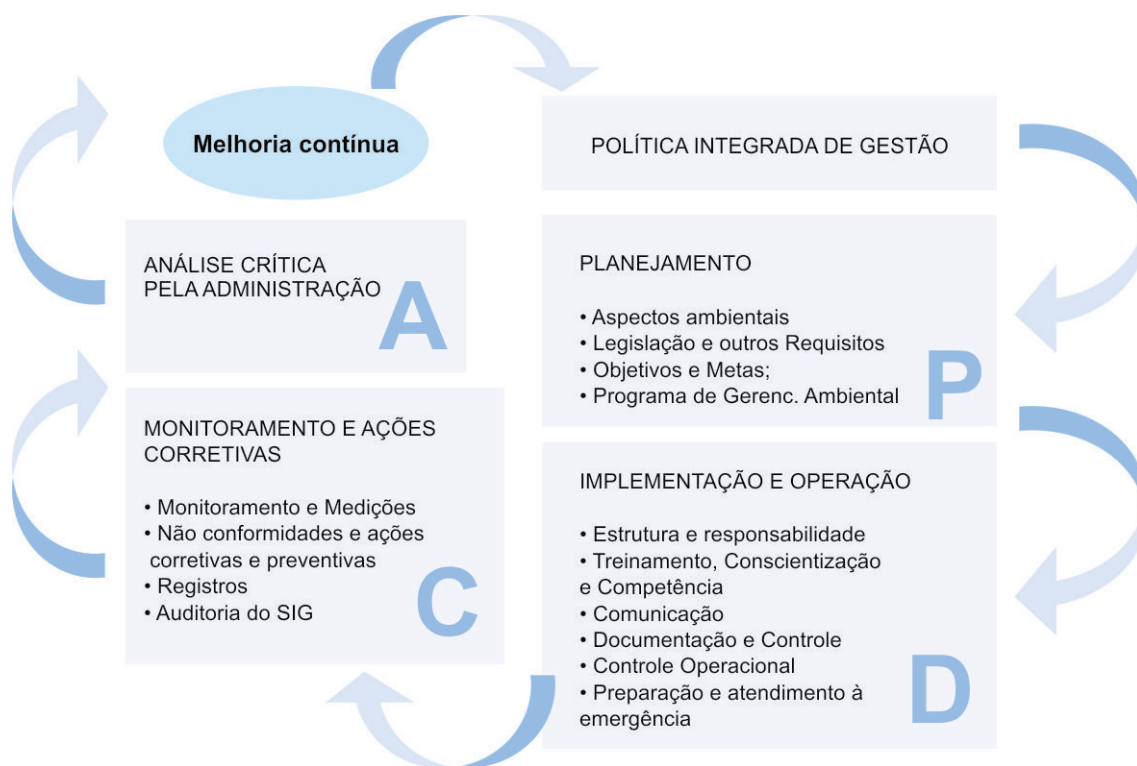 Melhoria contínua
POLÍTICA INTEGRADA DE GESTÃO
PLANEJAMENTO
• Aspectos ambientais
• Legislação e outros Requisitos
• Objetivos e Metas;
• Programa de Gerenc. Ambiental
P
IMPLEMENTAÇÃO E OPERAÇÃO
• Estrutura e responsabilidade
• Treinamento, Conscientização
e Competência
• Comunicação
• Documentação e Controle
• Controle Operacional
• Preparação e atendimento à
emergência
D
MONITORAMENTO E AÇÕES
CORRETIVAS
• Monitoramento e Medições
• Não conformidades e ações
corretivas e preventivas
• Registros
• Auditoria do SIG
C
ANÁLISE CRÍTICA
PELA ADMINISTRAÇÃO
A